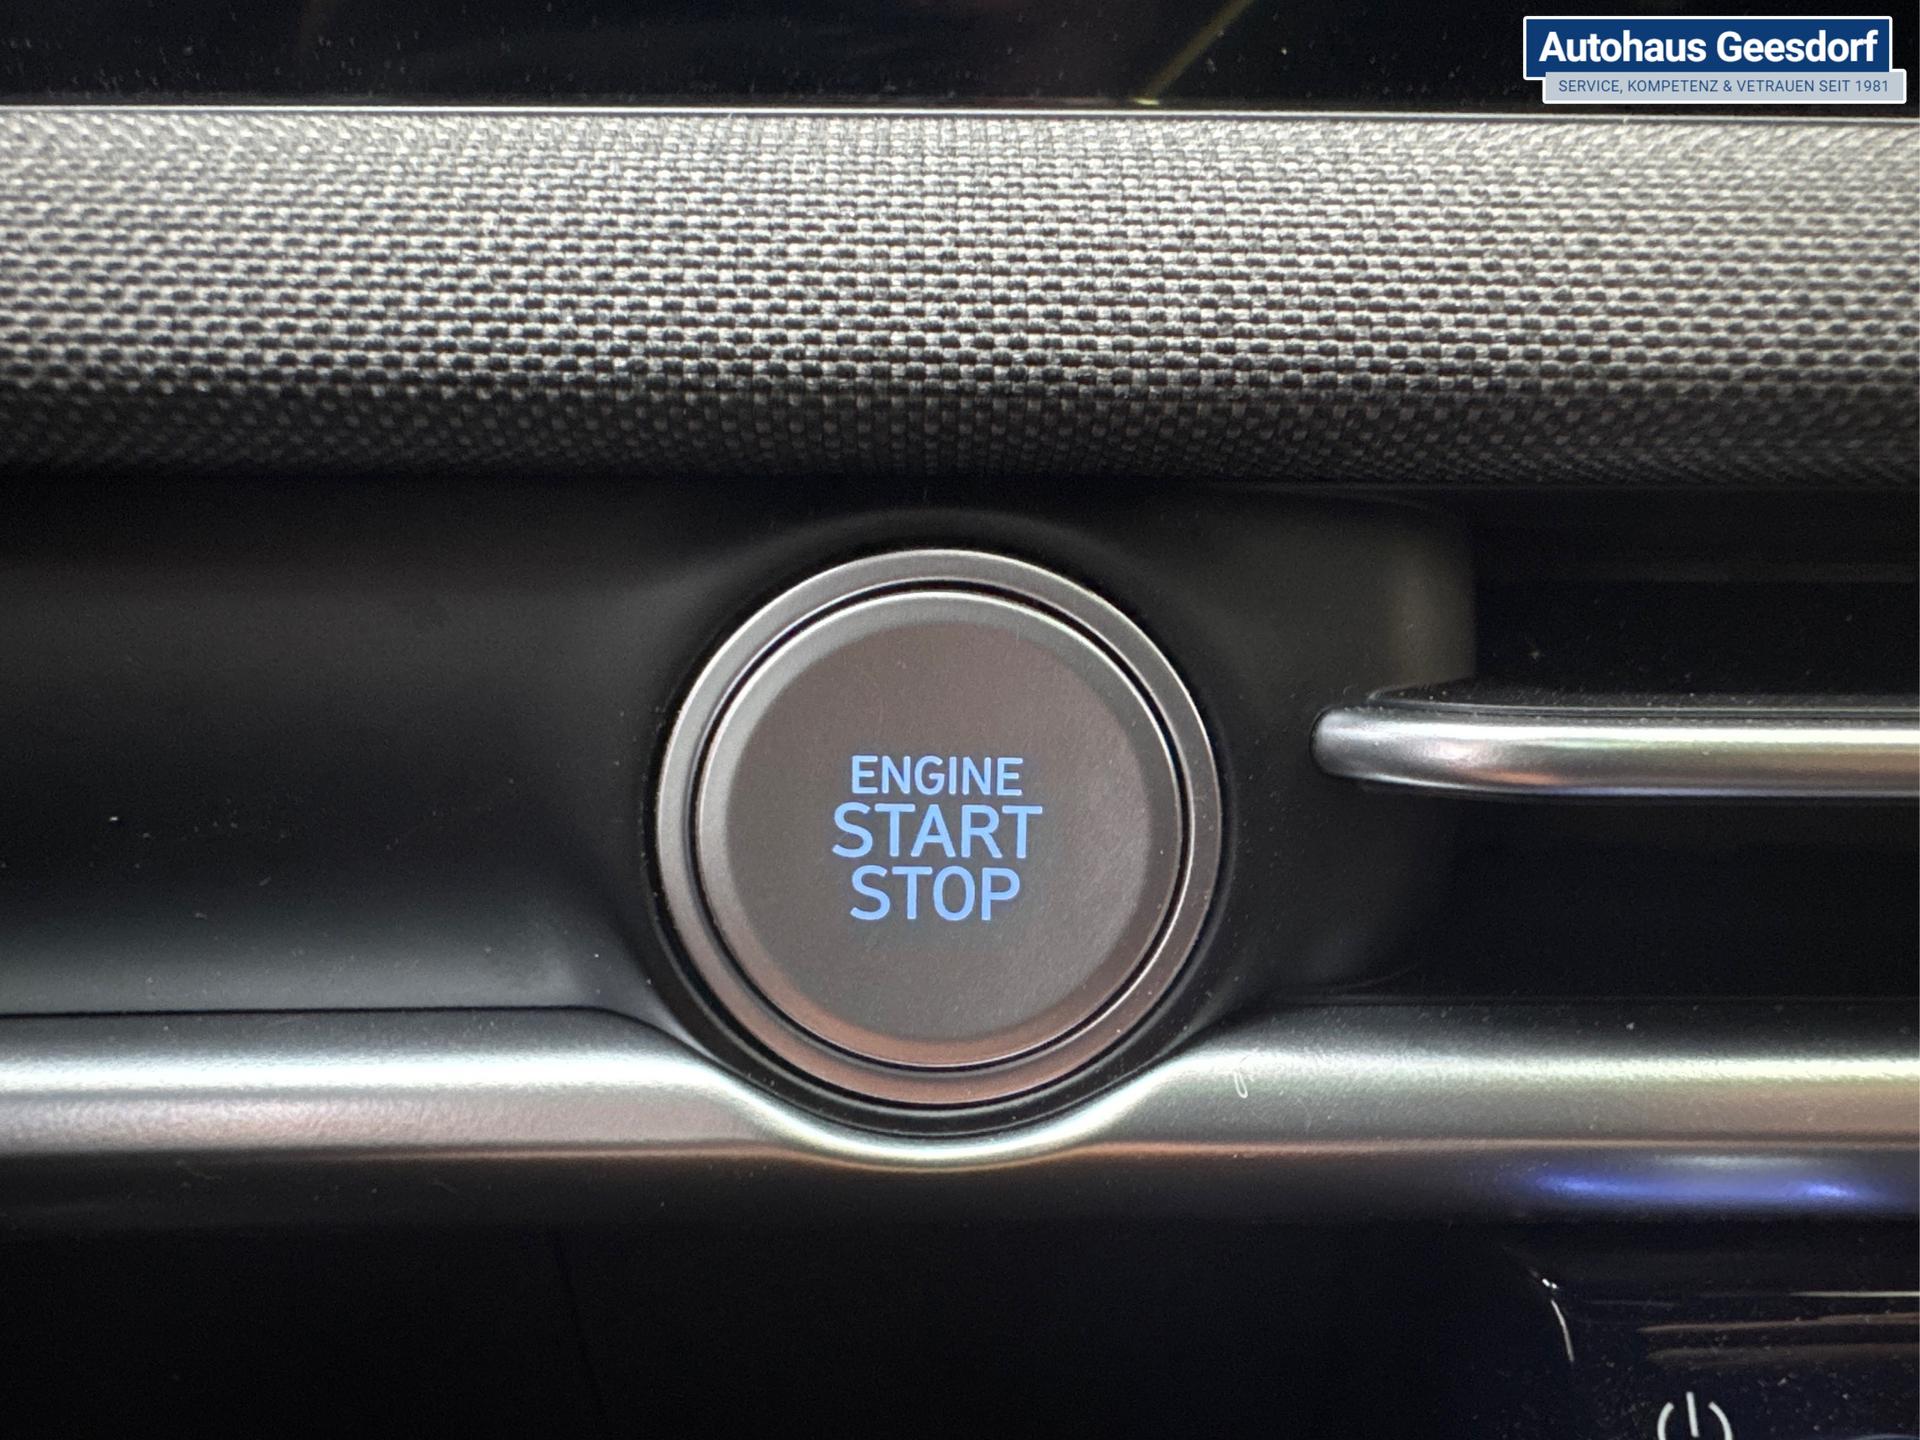 Autohaus Geesdorf
SERVICE, KOMPETENZ & VETRAUEN SEIT 1981
ENGINE
START
STOP